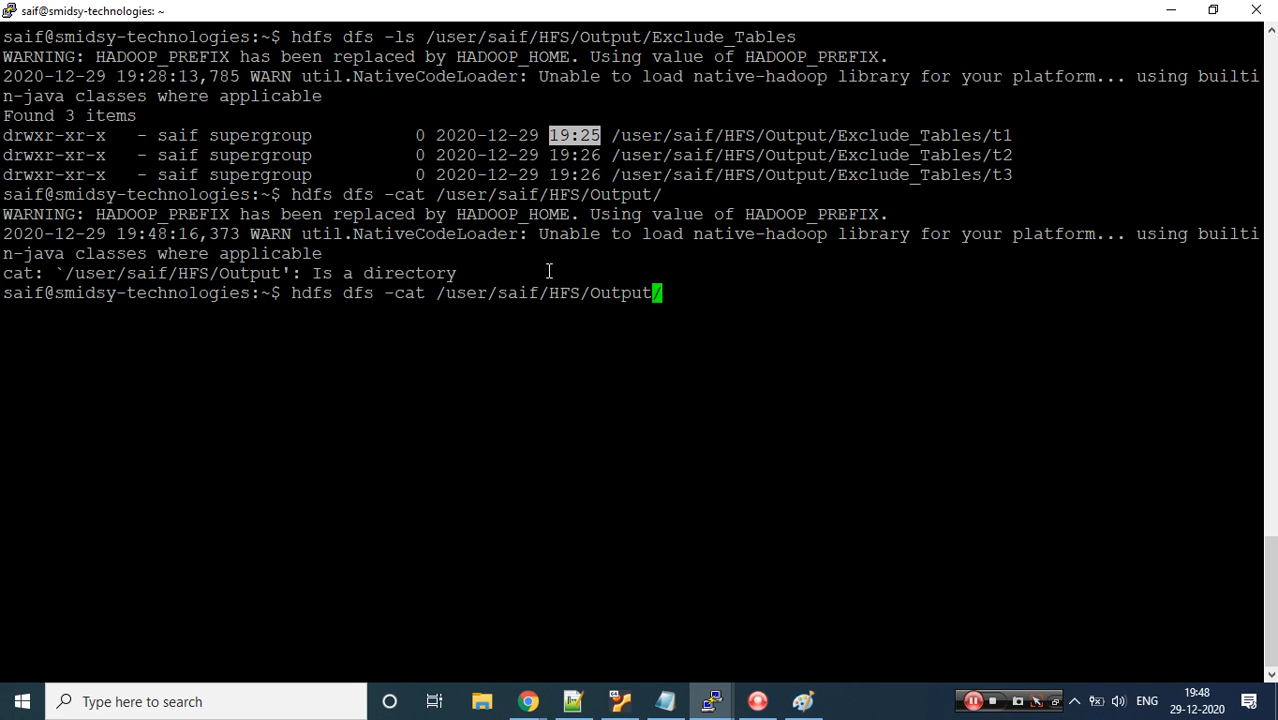 saif@smidsy-technologies: ~
saif@smidsy-technologies:~$ hdfs dfs -ls /user/saif/HFS/Output/Exclude_Tables
WARNING: HADOOP_PREFIX has been replaced by HADOOP_HOME. Using value of HADOOP_PREFIX.
2020-12-29 19:28:13,785 WARN util.NativeCodeLoader: Unable to load native-hadoop library for your platform... using builti
n-java classes where applicable
Found 3 items
drwxr-xr-x   - saif supergroup          0 2020-12-29 19:25 /user/saif/HFS/Output/Exclude_Tables/t1
drwxr-xr-x   - saif supergroup          0 2020-12-29 19:26 /user/saif/HFS/Output/Exclude_Tables/t2
drwxr-xr-x   - saif supergroup          0 2020-12-29 19:26 /user/saif/HFS/Output/Exclude_Tables/t3
saif@smidsy-technologies:~$ hdfs dfs -cat /user/saif/HFS/Output/
WARNING: HADOOP_PREFIX has been replaced by HADOOP_HOME. Using value of HADOOP_PREFIX.
2020-12-29 19:48:16,373 WARN util.NativeCodeLoader: Unable to load native-hadoop library for your platform... using builti
n-java classes where applicable
cat: `/user/saif/HFS/Output': Is a directory
saif@smidsy-technologies:~$ hdfs dfs -cat /user/saif/HFS/Output/
Type here to search
ENG
19:48
29-12-2020